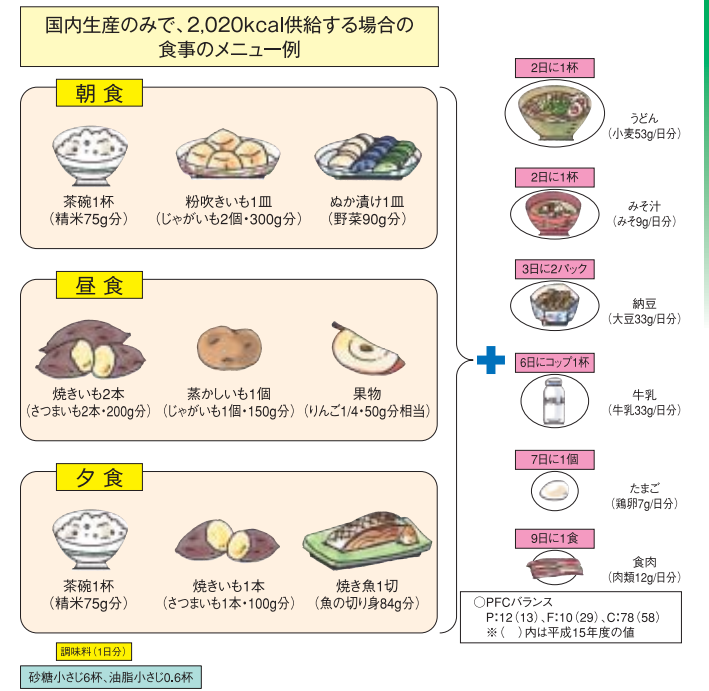 国内生産のみで、2,020kcal供給する場合の
食事のメニュー例
朝食
茶碗1杯
(精米75g分)
粉吹きいも1皿
(じゃがいも2個・300g分)
ぬか漬け1皿
(野菜90g分)
昼食
焼きいも2本
(さつまいも2本・200g分)
蒸かしいも1個
(じゃがいも1個・150g分)
果物
(りんご1/4・50g分相当)
夕食
茶碗1杯
(精米75g分)
焼きいも1本
(さつまいも1本・100g分)
焼き魚1切
(魚の切り身84g分)
調味料(1日分)
砂糖小さじ6杯、油脂小さじ0.6杯
2日に1杯
うどん
(小麦53g/日分)
2日に1杯
みそ汁
(みそ9g/日分)
3日に2パック
納豆
(大豆33g/日分)
6日にコップ1杯
MILK
牛乳
(牛乳33g/日分)
7日に1個
たまご
(鶏卵7g/日分)
9日に1食
食肉
(肉類12g/日分)
○PFCバランス
P:12(13)、F:10(29)、C:78(58)
※( )内は平成15年度の値